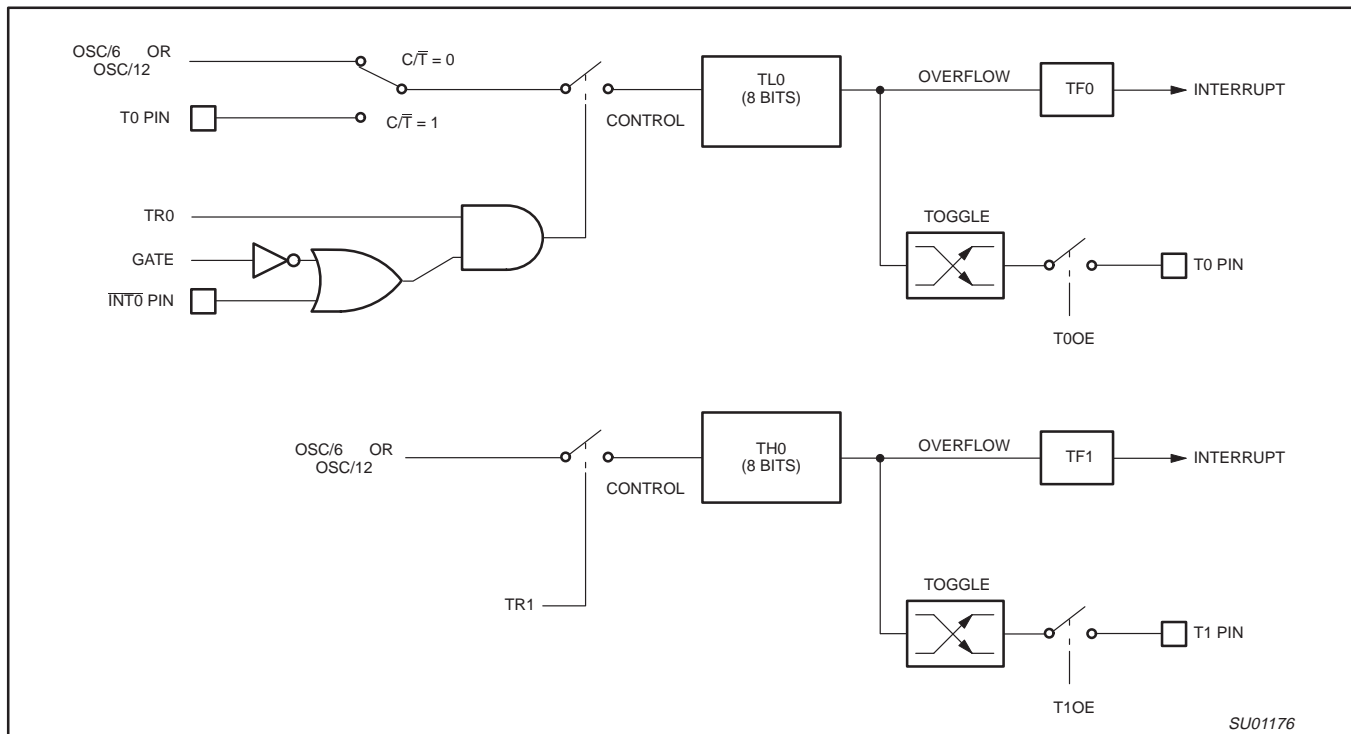 OSC/6 OR
OSC/12
C/T̅ = 0
T0 PIN
C/T̅ = 1
CONTROL
TL0
(8 BITS)
OVERFLOW
TF0
INTERRUPT
TR0
GATE
I̅N̅T̅0̅ PIN
TOGGLE
T0 PIN
T0OE
OSC/6 OR
OSC/12
CONTROL
TH0
(8 BITS)
OVERFLOW
TF1
INTERRUPT
TR1
TOGGLE
T1 PIN
T1OE
SU01176